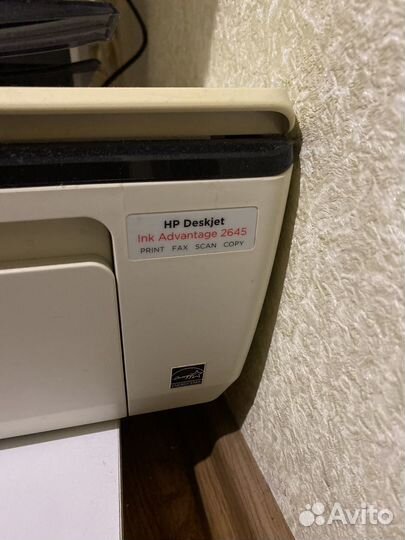 HP Deskjet
Ink Advantage 2645
PRINT FAX SCAN COPY
Avito